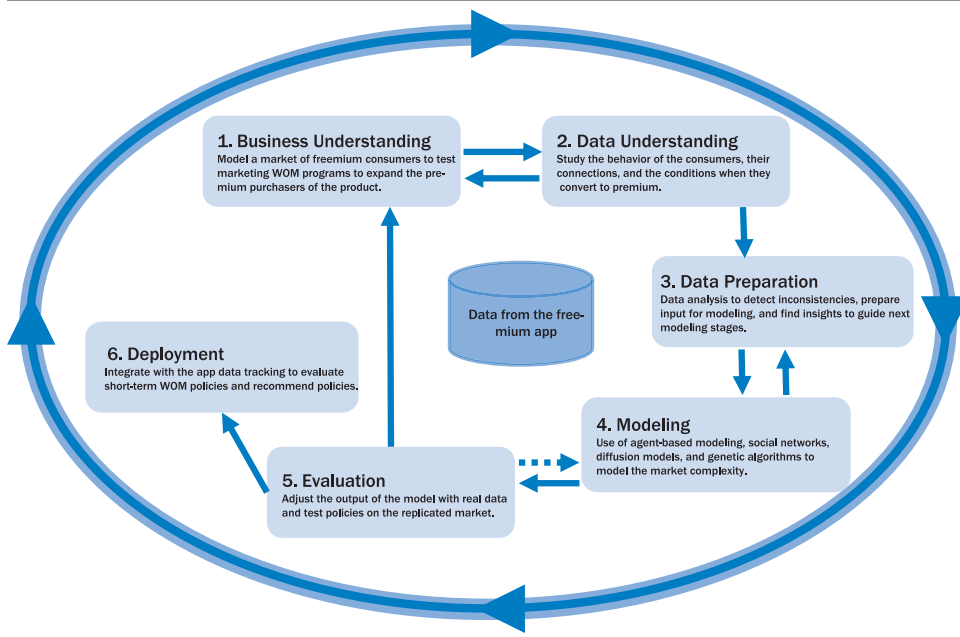 1. Business Understanding
Model a market of freemium consumers to test
marketing WOM programs to expand the pre-
mium purchasers of the product.
2. Data Understanding
Study the behavior of the consumers, their
connections, and the conditions when they
convert to premium.
3. Data Preparation
Data analysis to detect inconsistencies, prepare
input for modeling, and find insights to guide next
modeling stages.
Data from the free-
mium app
6. Deployment
Integrate with the app data tracking to evaluate
short-term WOM policies and recommend policies.
4. Modeling
Use of agent-based modeling, social networks,
diffusion models, and genetic algorithms to
model the market complexity.
5. Evaluation
Adjust the output of the model with real data
and test policies on the replicated market.